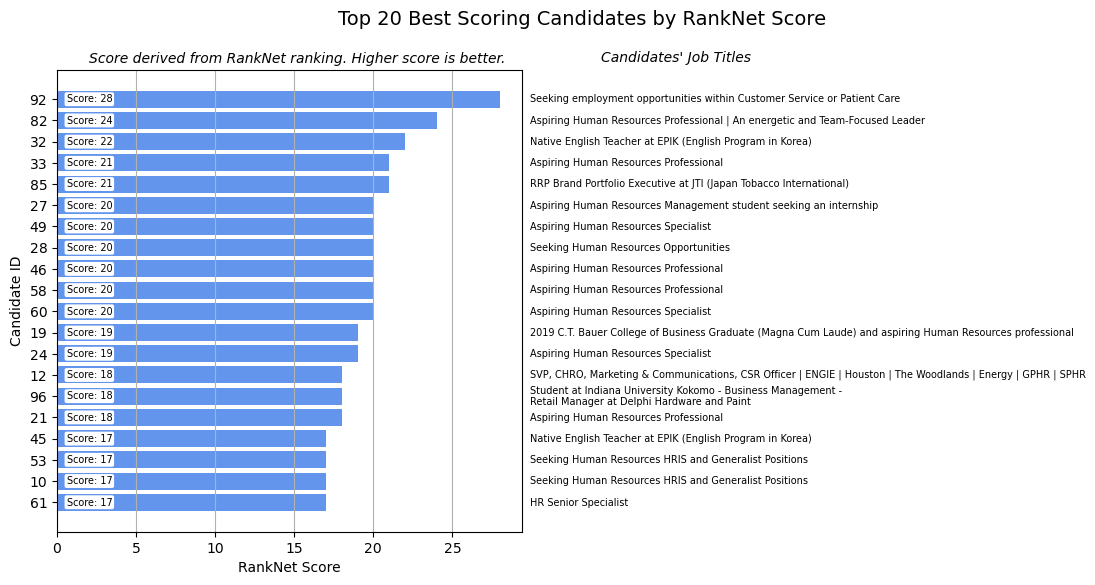 Top 20 Best Scoring Candidates by RankNet Score
Score derived from RankNet ranking. Higher score is better.
Candidates' Job Titles
92 Score: 28 Seeking employment opportunities within Customer Service or Patient Care
82 Score: 24 Aspiring Human Resources Professional | An energetic and Team-Focused Leader
32 Score: 22 Native English Teacher at EPIK (English Program in Korea)
33 Score: 21 Aspiring Human Resources Professional
85 Score: 21 RRP Brand Portfolio Executive at JTI (Japan Tobacco International)
27 Score: 20 Aspiring Human Resources Management student seeking an internship
49 Score: 20 Aspiring Human Resources Specialist
28 Score: 20 Seeking Human Resources Opportunities
46 Score: 20 Aspiring Human Resources Professional
58 Score: 20 Aspiring Human Resources Professional
60 Score: 20 Aspiring Human Resources Specialist
19 Score: 19 2019 C.T. Bauer College of Business Graduate (Magna Cum Laude) and aspiring Human Resources professional
24 Score: 19 Aspiring Human Resources Specialist
12 Score: 18 SVP, CHRO, Marketing & Communications, CSR Officer | ENGIE | Houston | The Woodlands | Energy | GPHR | SPHR
96 Score: 18 Student at Indiana University Kokomo - Business Management -
Retail Manager at Delphi Hardware and Paint
21 Score: 18 Aspiring Human Resources Professional
45 Score: 17 Native English Teacher at EPIK (English Program in Korea)
53 Score: 17 Seeking Human Resources HRIS and Generalist Positions
10 Score: 17 Seeking Human Resources HRIS and Generalist Positions
61 Score: 17 HR Senior Specialist
Candidate ID
0 5 10 15 20 25
RankNet Score